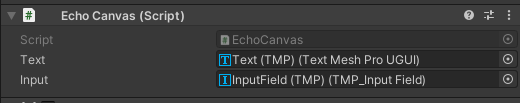 Echo Canvas (Script)
Script EchoCanvas
Text Text (TMP) (Text Mesh Pro UGUI)
Input InputField (TMP) (TMP_Input Field)